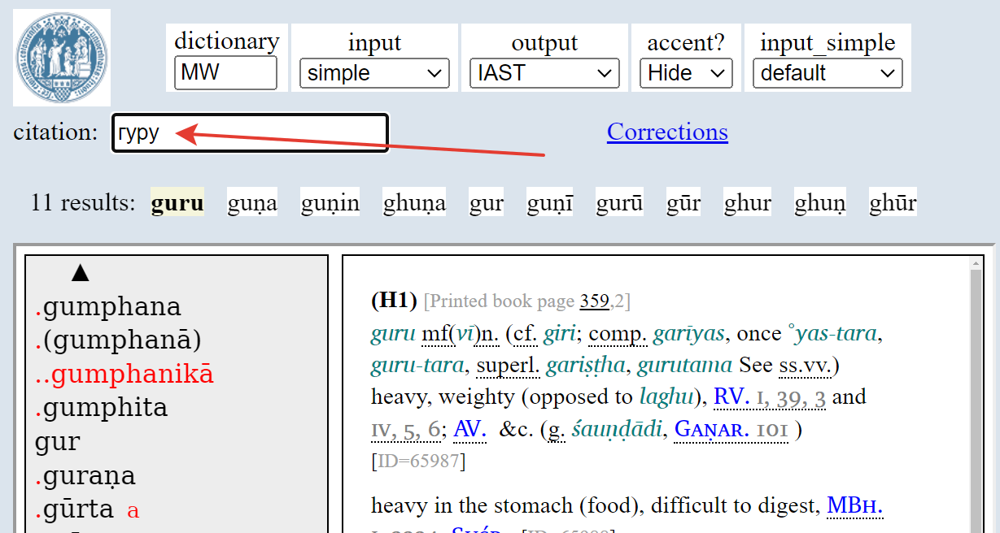 dictionary input output accent? input_simple
MW simple IAST Hide default
citation: гуру Corrections
11 results: guru guṇa guṇin ghuṇa gur guṇī gurū gūr ghur ghuṇ ghūr
▲
.gumphana
.(gumphanā)
..gumphanikā
.gumphita
gur
.guraṇa
.gūrta a
(H1) [Printed book page 359,2]
guru mf(vī)n. (cf. giri; comp. garīyas, once °yas-tara,
guru-tara, superl. gariṣṭha, gurutama See ss.vv.)
heavy, weighty (opposed to laghu), RV. i, 39, 3 and
iv, 5, 6; AV. &c. (g. śauṇḍādi, Gaṇar. 101 )
[ID=65987]
heavy in the stomach (food), difficult to digest, MBh.